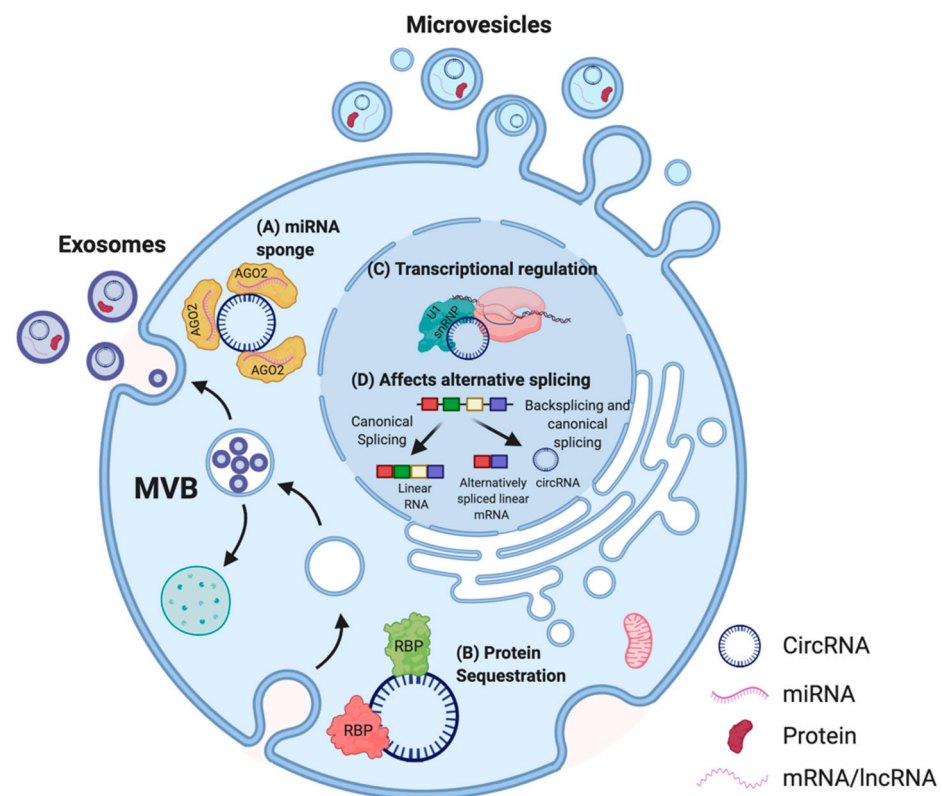 Microvesicles
Exosomes
(A) miRNA
sponge
AGO2
AGO2
AGO2
(C) Transcriptional regulation
U1
snRNP
(D) Affects alternative splicing
Canonical
Splicing
Backsplicing and
canonical
splicing
Linear
RNA
Alternatively
spliced linear
mRNA
circRNA
MVB
RBP
RBP
(B) Protein
Sequestration
CircRNA
miRNA
Protein
mRNA/lncRNA